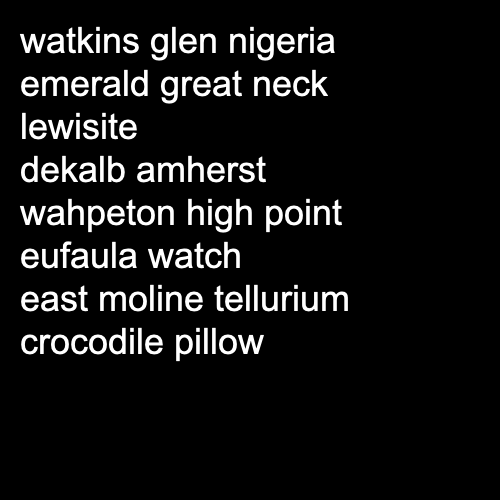 watkins glen nigeria
emerald great neck
lewisite
dekalb amherst
wahpeton high point
eufaula watch
east moline tellurium
crocodile pillow